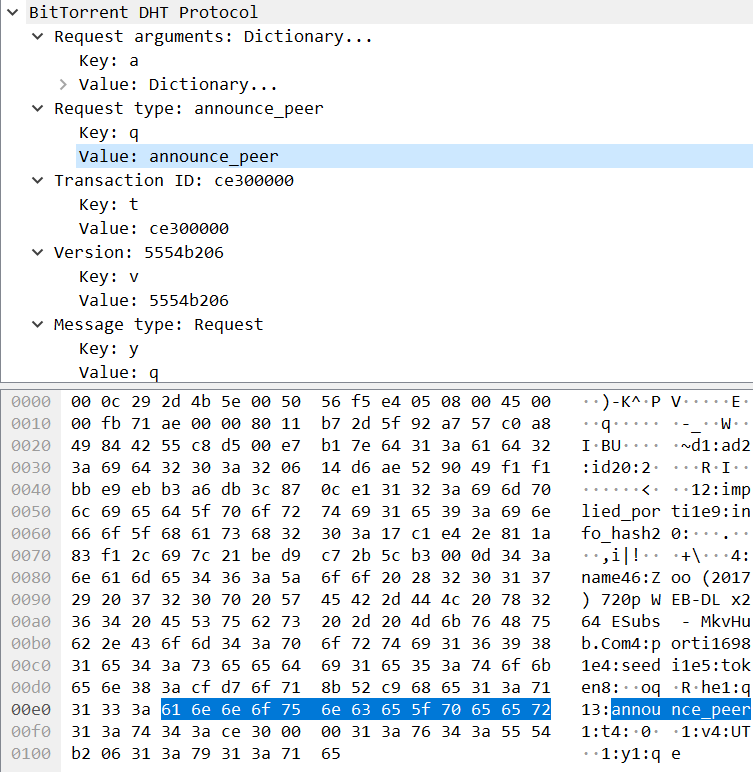 BitTorrent DHT Protocol
Request arguments: Dictionary...
Key: a
Value: Dictionary...
Request type: announce_peer
Key: q
Value: announce_peer
Transaction ID: ce300000
Key: t
Value: ce300000
Version: 5554b206
Key: v
Value: 5554b206
Message type: Request
Key: y
Value: q
0000 00 0c 29 2d 4b 5e 00 50 56 f5 e4 05 08 00 45 00 ··)-K^·P V·····E·
0010 00 fb 71 ae 00 00 80 11 b7 2d 5f 92 a7 57 c0 a8 ··q····· ·-_··W··
0020 49 84 42 55 c8 d5 00 e7 b1 7e 64 31 3a 61 64 32 I·BU···· ·~d1:ad2
0030 3a 69 64 32 30 3a 32 06 14 d6 ae 52 90 49 f1 f1 :id20:2· ···R·I··
0040 bb e9 eb b3 a6 db 3c 87 0c e1 31 32 3a 69 6d 70 ······<· ··12:imp
0050 6c 69 65 64 5f 70 6f 72 74 69 31 65 39 3a 69 6e lied_por ti1e9:in
0060 66 6f 5f 68 61 73 68 32 30 3a 17 c1 e4 2e 81 1a fo_hash2 0:···.··
0070 83 f1 2c 69 7c 21 be d9 c7 2b 5c b3 00 0d 34 3a ··,i|!·· ·+\···4:
0080 6e 61 6d 65 34 36 3a 5a 6f 6f 20 28 32 30 31 37 name46:Z oo (2017
0090 29 20 37 32 30 70 20 57 45 42 2d 44 4c 20 78 32 ) 720p W EB-DL x2
00a0 36 34 20 45 53 75 62 73 20 2d 20 4d 6b 76 48 75 64 ESubs - MkvHu
00b0 62 2e 43 6f 6d 34 3a 70 6f 72 74 69 31 36 39 38 b.Com4:p orti1698
00c0 31 65 34 3a 73 65 65 64 69 31 65 35 3a 74 6f 6b 1e4:seed i1e5:tok
00d0 65 6e 38 3a cf d7 6f 71 8b 52 c9 68 65 31 3a 71 en8:··oq ·R·he1:q
00e0 31 33 3a 61 6e 6e 6f 75 6e 63 65 5f 70 65 65 72 13:annou nce_peer
00f0 31 3a 74 34 3a ce 30 00 00 31 3a 76 34 3a 55 54 1:t4:·0· ·1:v4:UT
0100 b2 06 31 3a 79 31 3a 71 65 ··1:y1:q e